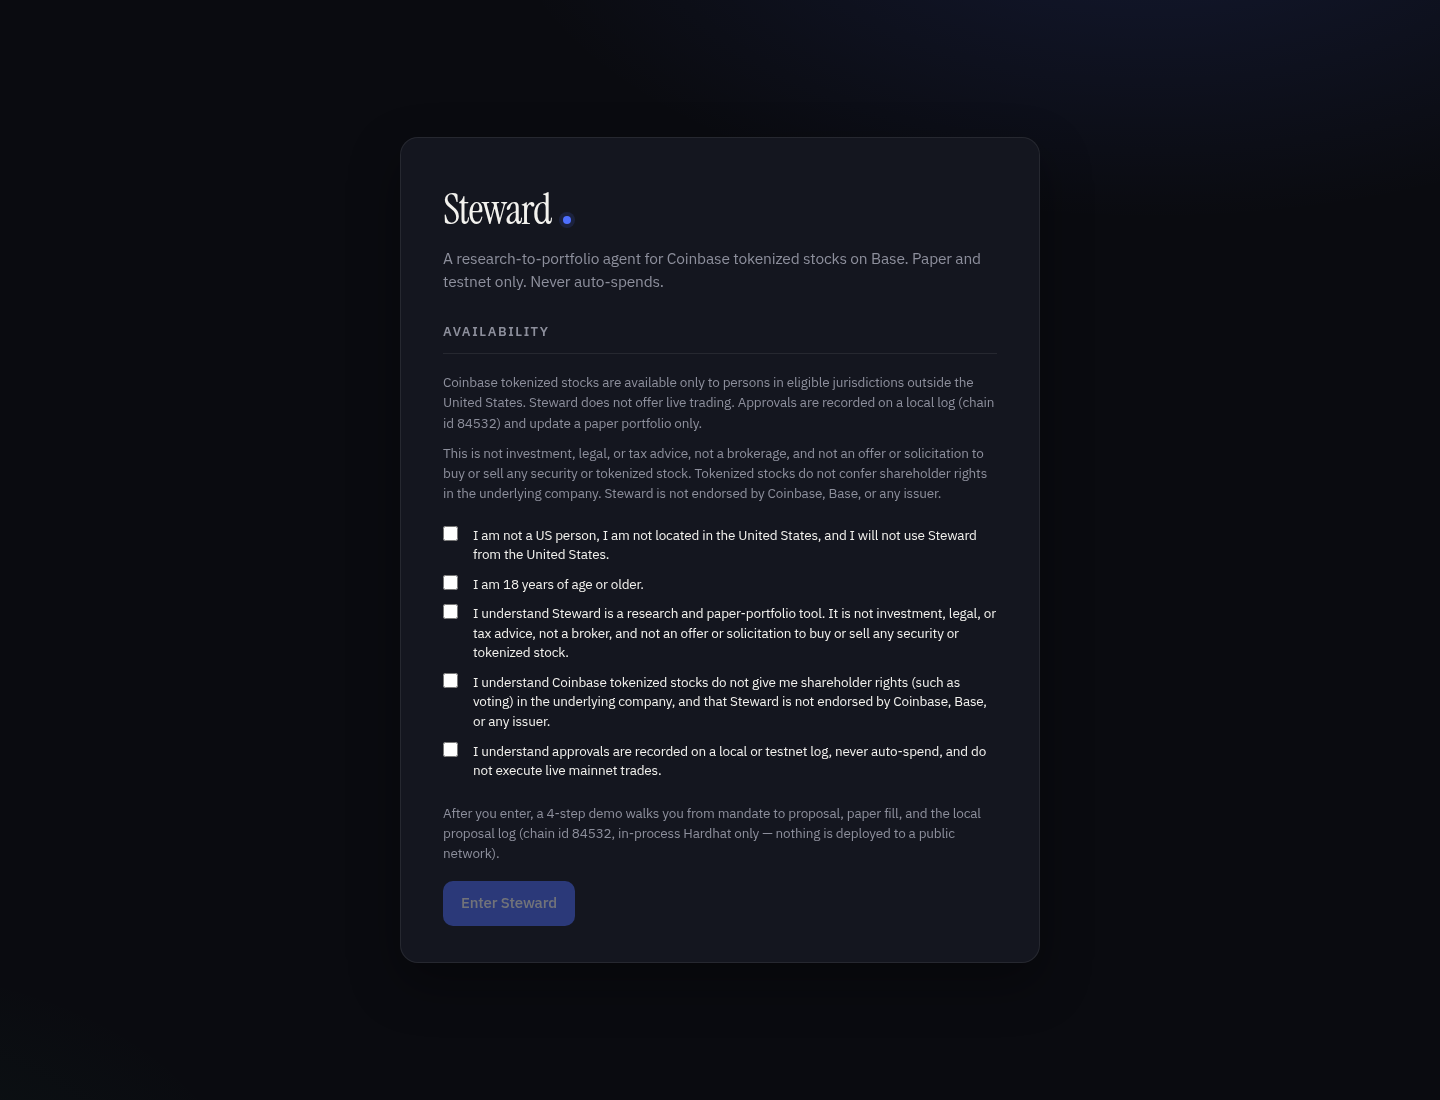 Steward
A research-to-portfolio agent for Coinbase tokenized stocks on Base. Paper and
testnet only. Never auto-spends.
AVAILABILITY
Coinbase tokenized stocks are available only to persons in eligible jurisdictions outside the
United States. Steward does not offer live trading. Approvals are recorded on a local log (chain
id 84532) and update a paper portfolio only.
This is not investment, legal, or tax advice, not a brokerage, and not an offer or solicitation to
buy or sell any security or tokenized stock. Tokenized stocks do not confer shareholder rights
in the underlying company. Steward is not endorsed by Coinbase, Base, or any issuer.
I am not a US person, I am not located in the United States, and I will not use Steward
from the United States.
I am 18 years of age or older.
I understand Steward is a research and paper-portfolio tool. It is not investment, legal, or
tax advice, not a broker, and not an offer or solicitation to buy or sell any security or
tokenized stock.
I understand Coinbase tokenized stocks do not give me shareholder rights (such as
voting) in the underlying company, and that Steward is not endorsed by Coinbase, Base,
or any issuer.
I understand approvals are recorded on a local or testnet log, never auto-spend, and do
not execute live mainnet trades.
After you enter, a 4-step demo walks you from mandate to proposal, paper fill, and the local
proposal log (chain id 84532, in-process Hardhat only — nothing is deployed to a public
network).
Enter Steward